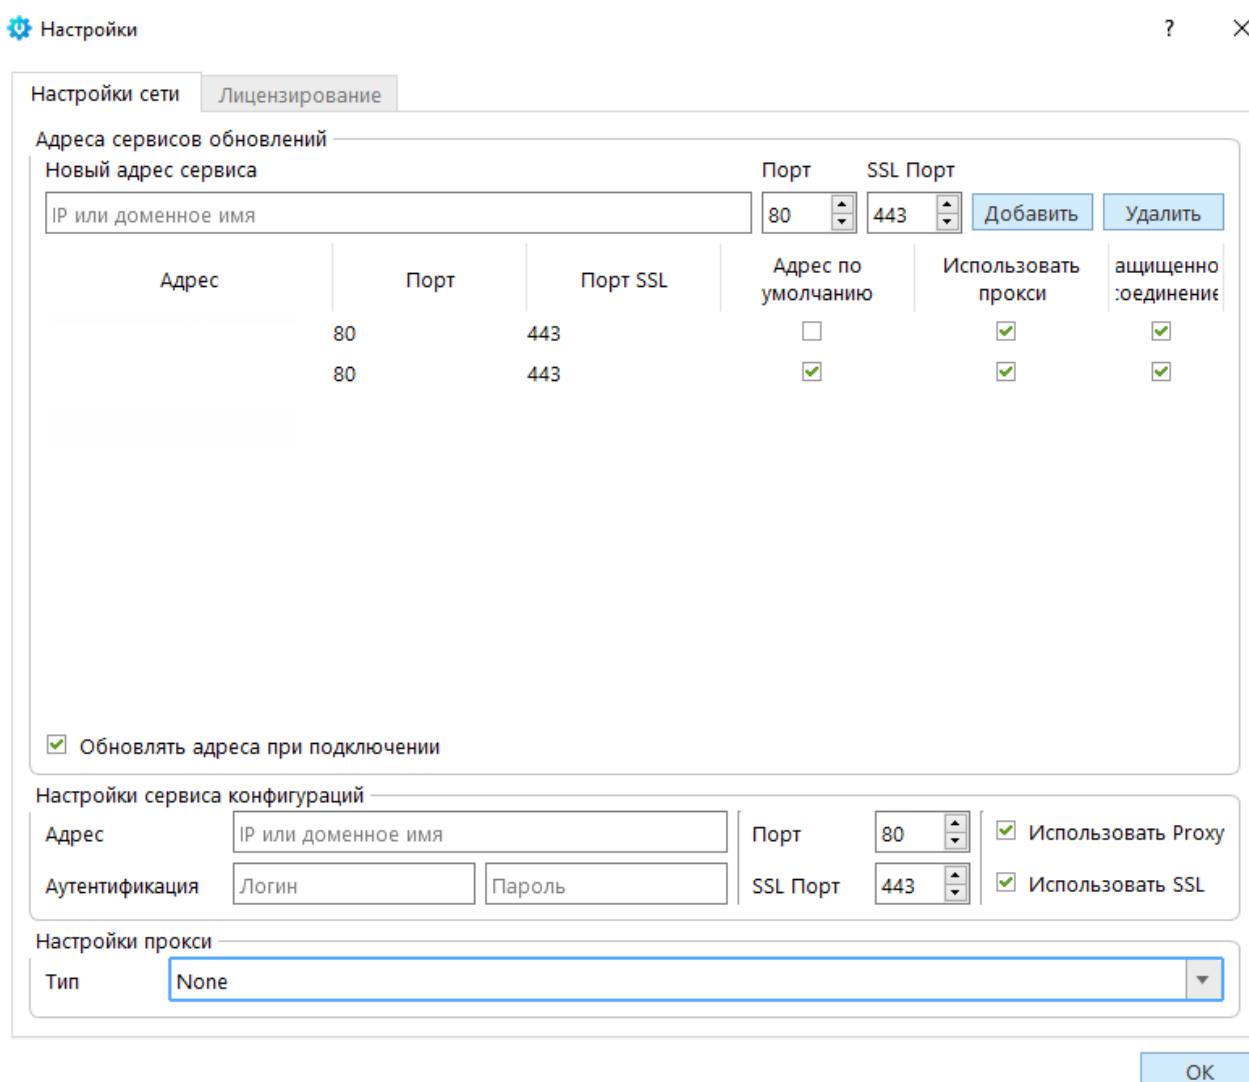 Настройки
?
Настройки сети Лицензирование
Адреса сервисов обновлений
Новый адрес сервиса Порт SSL Порт
IP или доменное имя 80 443 Добавить Удалить
Адрес Порт Порт SSL Адрес по умолчанию Использовать прокси ащищенно :оединение
80 443
80 443
Обновлять адреса при подключении
Настройки сервиса конфигураций
Адрес IP или доменное имя Порт 80 Использовать Proxy
Аутентификация Логин Пароль SSL Порт 443 Использовать SSL
Настройки прокси
Тип None
OK